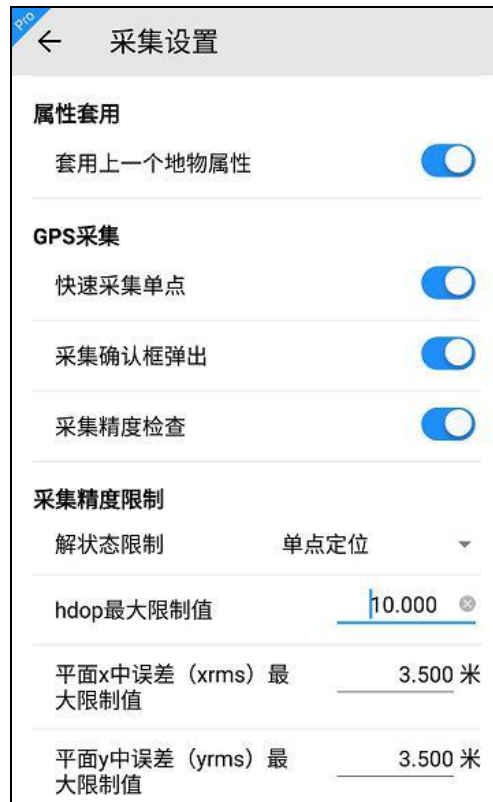 Pro
采集设置
属性套用
套用上一个地物属性
GPS采集
快速采集单点
采集确认框弹出
采集精度检查
采集精度限制
解状态限制 单点定位
hdop最大限制值 10.000
平面x中误差（xrms）最
大限制值 3.500 米
平面y中误差（yrms）最
大限制值 3.500 米